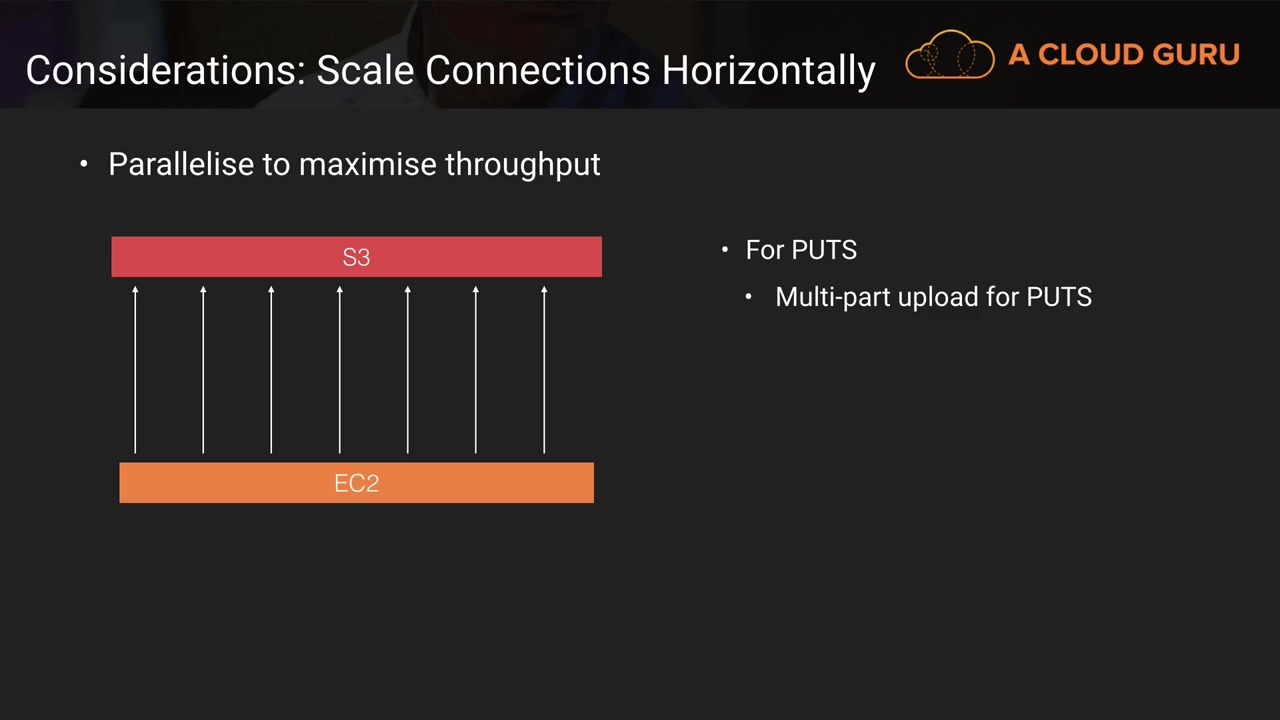 Considerations: Scale Connections Horizontally
A CLOUD GURU
• Parallelise to maximise throughput
S3
• For PUTS
• Multi-part upload for PUTS
EC2